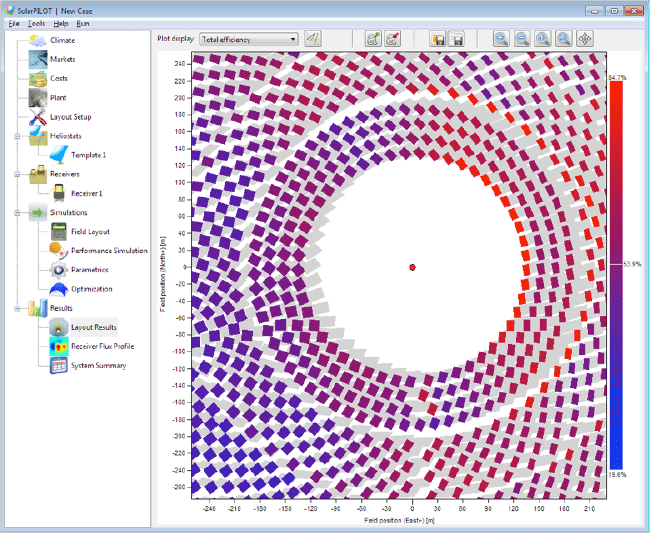 SolarPILOT | New Case
File Tools Help Run
Climate
Markets
Costs
Plant
Layout Setup
Heliostats
Template 1
Receivers
Receiver 1
Simulations
Field Layout
Performance Simulation
Parametrics
Optimization
Results
Layout Results
Receiver Flux Profile
System Summary
Plot display Total efficiency
Field position (North+) [m]
240
220
200
180
160
140
120
100
80
60
40
20
0
-20
-40
-60
-80
-100
-120
-140
-160
-180
-200
-220
-240
-260
-240 -210 -180 -150 -120 -90 -60 -30 0 30 60 90 120 150 180 210
Field position (East+) [m]
84.7%
53.9%